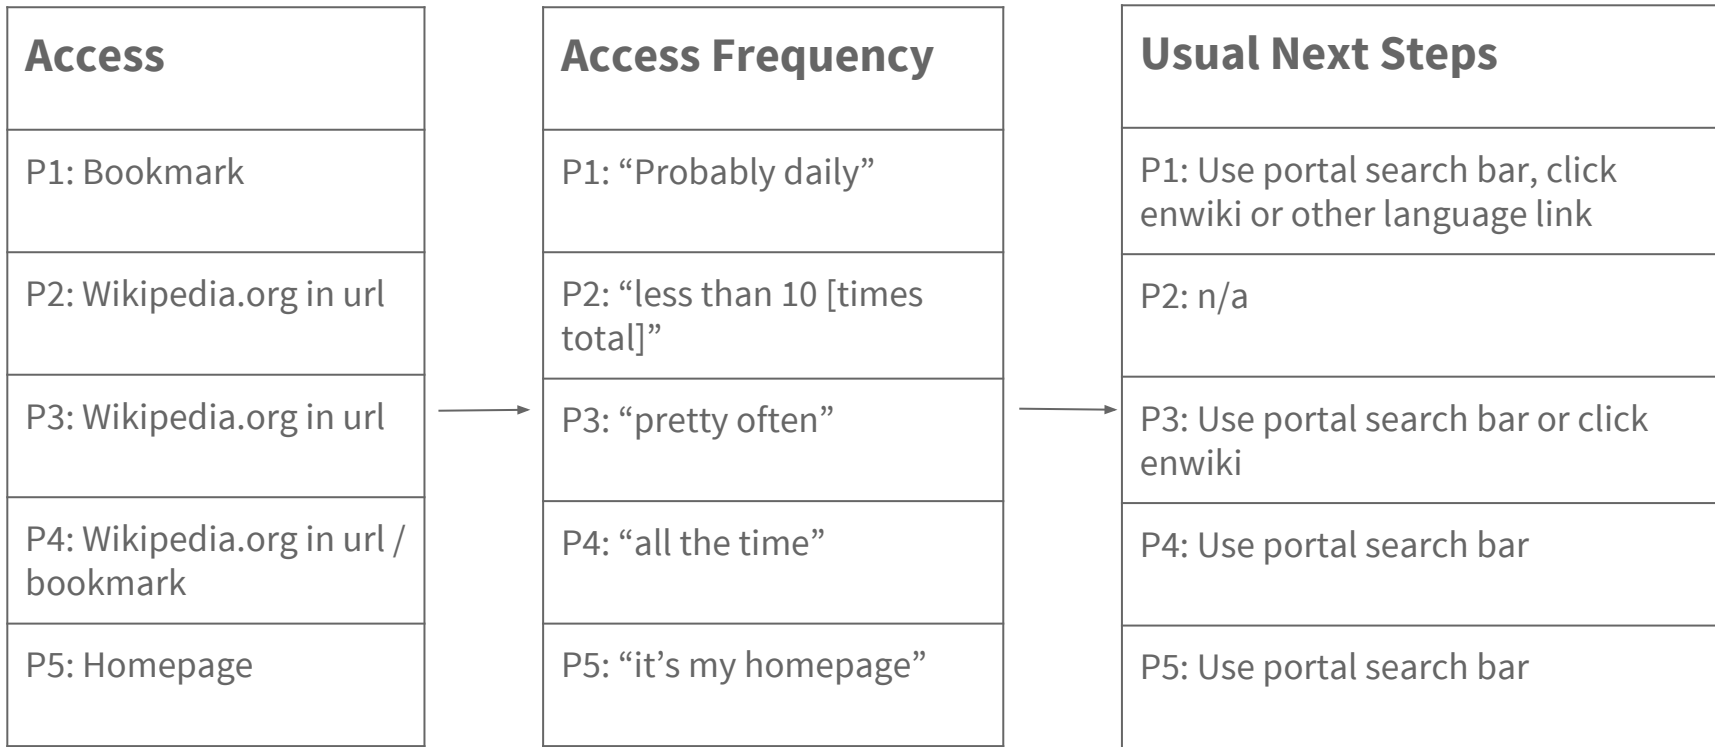 Access
P1: Bookmark
P2: Wikipedia.org in url
P3: Wikipedia.org in url
P4: Wikipedia.org in url /
bookmark
P5: Homepage
Access Frequency
P1: “Probably daily”
P2: “less than 10 [times
total]”
P3: “pretty often”
P4: “all the time”
P5: “it’s my homepage”
Usual Next Steps
P1: Use portal search bar, click
enwiki or other language link
P2: n/a
P3: Use portal search bar or click
enwiki
P4: Use portal search bar
P5: Use portal search bar